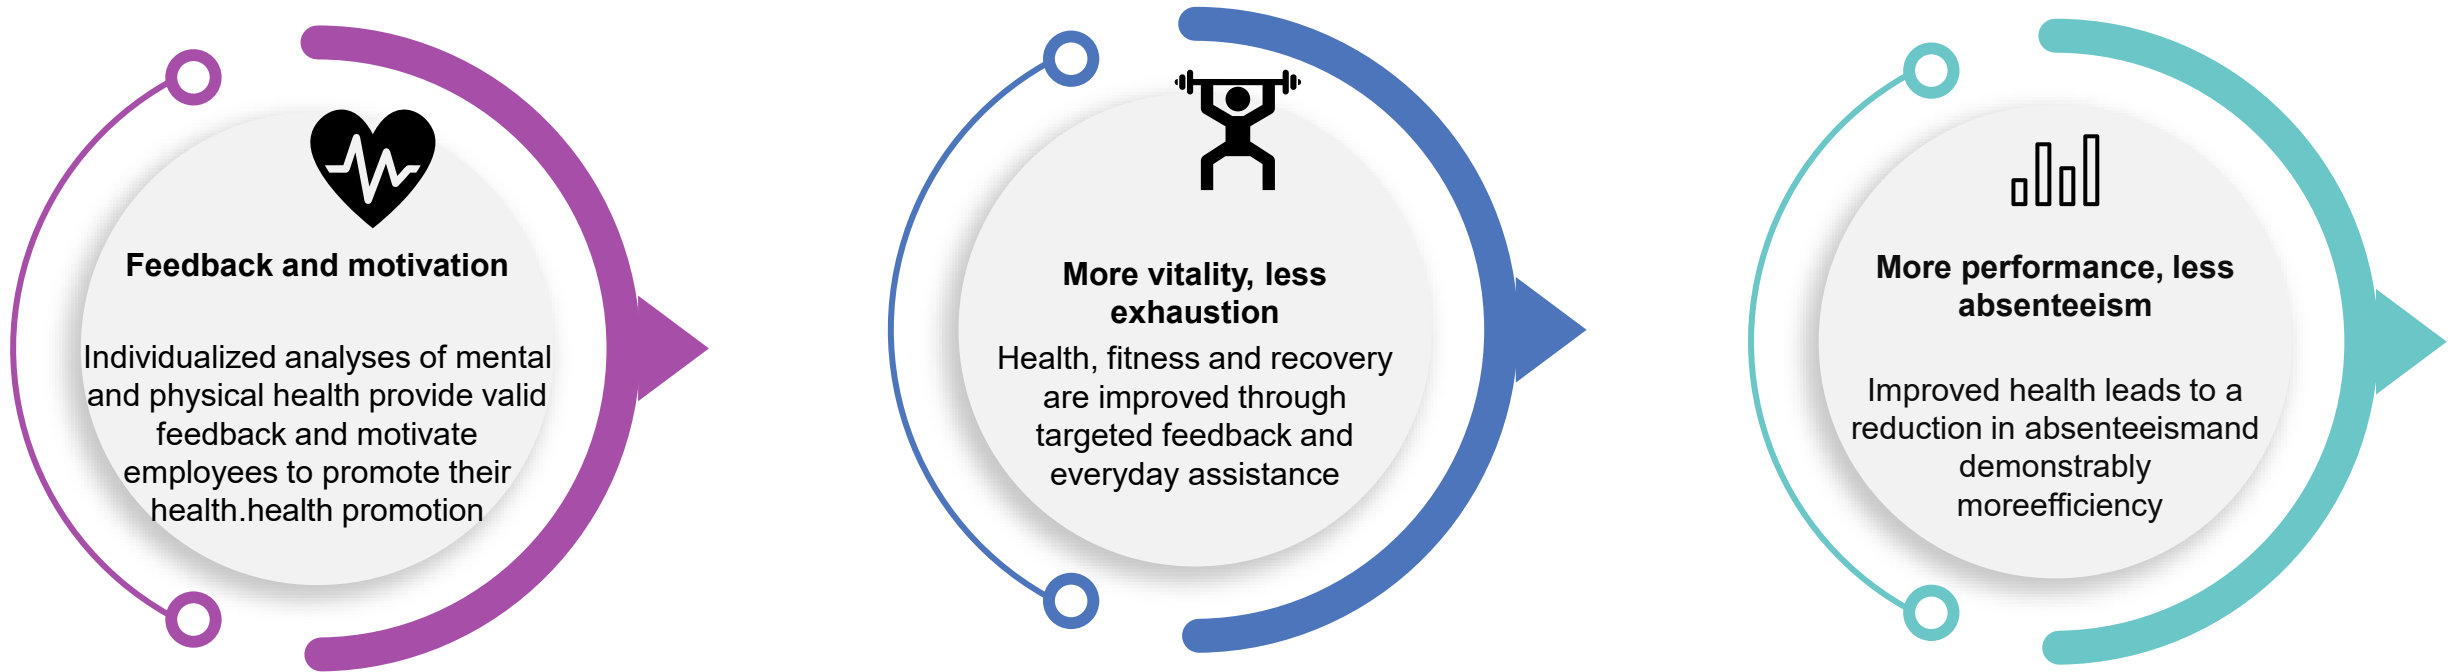 Feedback and motivation
Individualized analyses of mental
and physical health provide valid
feedback and motivate
employees to promote their
health.health promotion
More vitality, less
exhaustion
Health, fitness and recovery
are improved through
targeted feedback and
everyday assistance
More performance, less
absenteeism
Improved health leads to a
reduction in absenteeismand
demonstrably
moreefficiency